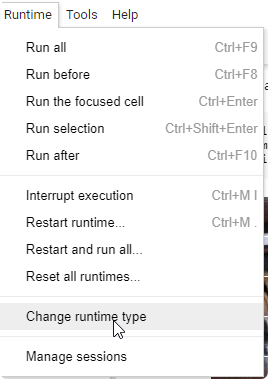 Runtime Tools Help
Run all Ctrl+F9
Run before Ctrl+F8
Run the focused cell Ctrl+Enter
Run selection Ctrl+Shift+Enter
Run after Ctrl+F10
Interrupt execution Ctrl+M I
Restart runtime... Ctrl+M .
Restart and run all...
Reset all runtimes...
Change runtime type
Manage sessions